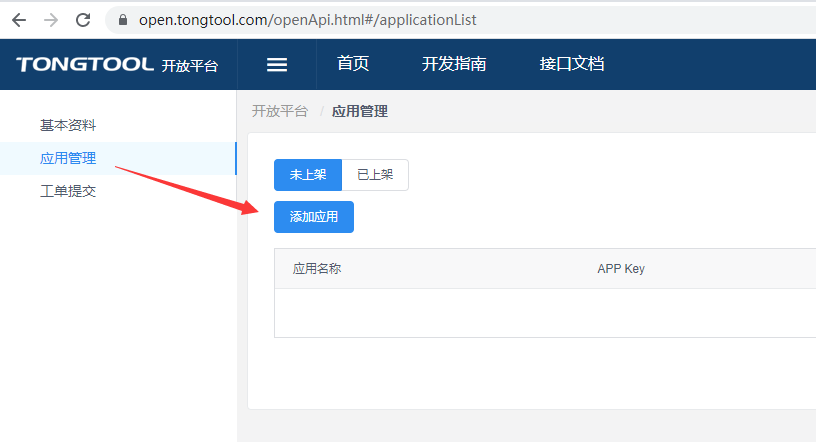 open.tongtool.com/openApi.html#/applicationList
TONGTOOL 开放平台 首页 开发指南 接口文档
基本资料
应用管理
工单提交
开放平台 / 应用管理
未上架 已上架
添加应用
应用名称 APP Key